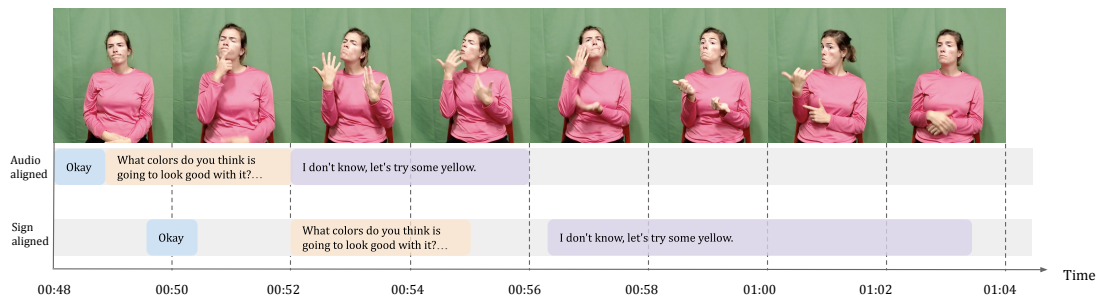 Audio
aligned
Okay
What colors do you think is
going to look good with it?…
I don't know, let's try some yellow.
Sign
aligned
Okay
What colors do you think is
going to look good with it?…
I don't know, let's try some yellow.
00:48
00:50
00:52
00:54
00:56
00:58
01:00
01:02
01:04
Time